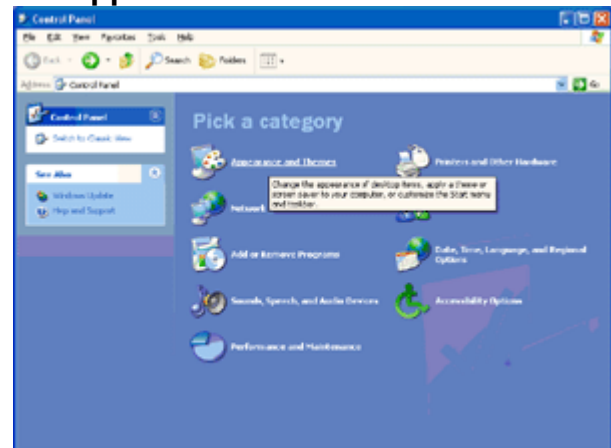 Control Panel
File Edit View Favorites Tools Help
Back Search Folders
Address Control Panel Go
Control Panel
Switch to Classic View
See Also
Windows Update
Help and Support
Pick a category
Appearance and Themes
Printers and Other Hardware
Change the appearance of desktop items, apply a theme or
screen saver to your computer, or customize the Start menu
and taskbar.
Network
Add or Remove Programs
Date, Time, Language, and Regional
Options
Sounds, Speech, and Audio Devices
Accessibility Options
Performance and Maintenance